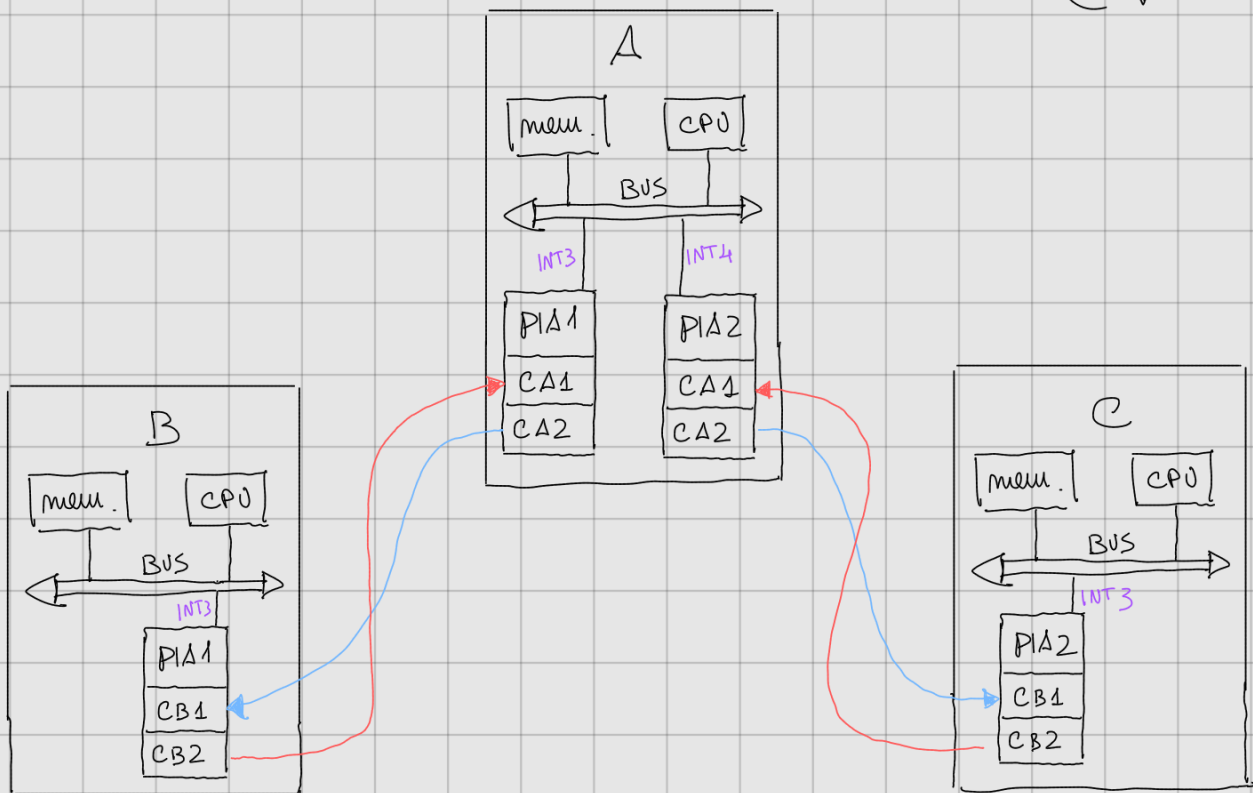 A
mem.
CPU
BUS
INT3
INT4
PIA1
CA1
CA2
PIA2
CA1
CA2
B
mem.
CPU
BUS
INT3
PIA1
CB1
CB2
C
mem.
CPU
BUS
INT3
PIA2
CB1
CB2